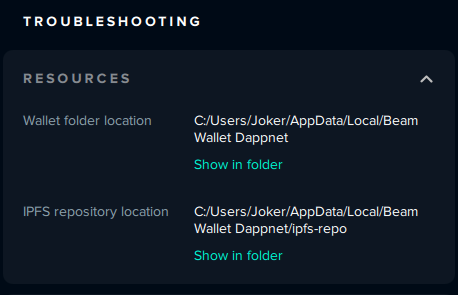 TROUBLESHOOTING
RESOURCES
Wallet folder location
C:/Users/Joker/AppData/Local/Beam
Wallet Dappnet
Show in folder
IPFS repository location
C:/Users/Joker/AppData/Local/Beam
Wallet Dappnet/ipfs-repo
Show in folder